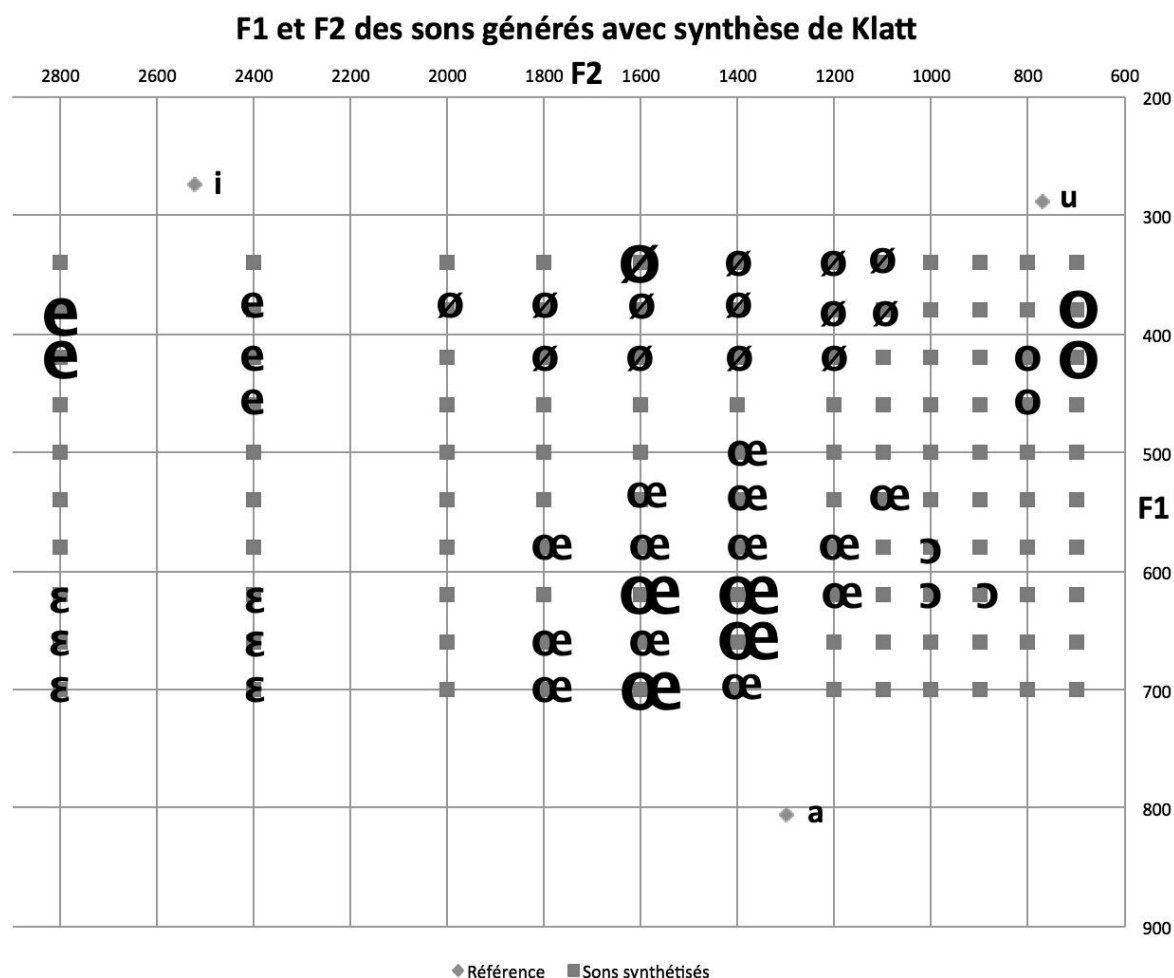 F1 et F2 des sons générés avec synthèse de Klatt
2800 2600 2400 2200 2000 1800 F2 1600 1400 1200 1000 800 600
200
i
u
300
ø ø ø ø
e e ø ø ø ø ø ø o
400
e e ø ø ø ø o o
e o
œ
500
œ œ œ
F1
œ œ œ œ ɔ
600
ɛ ɛ œ œ œ ɔ ɔ
ɛ ɛ œ œ œ
ɛ ɛ œ œ œ
700
800
a
900
Référence Sons synthétisés